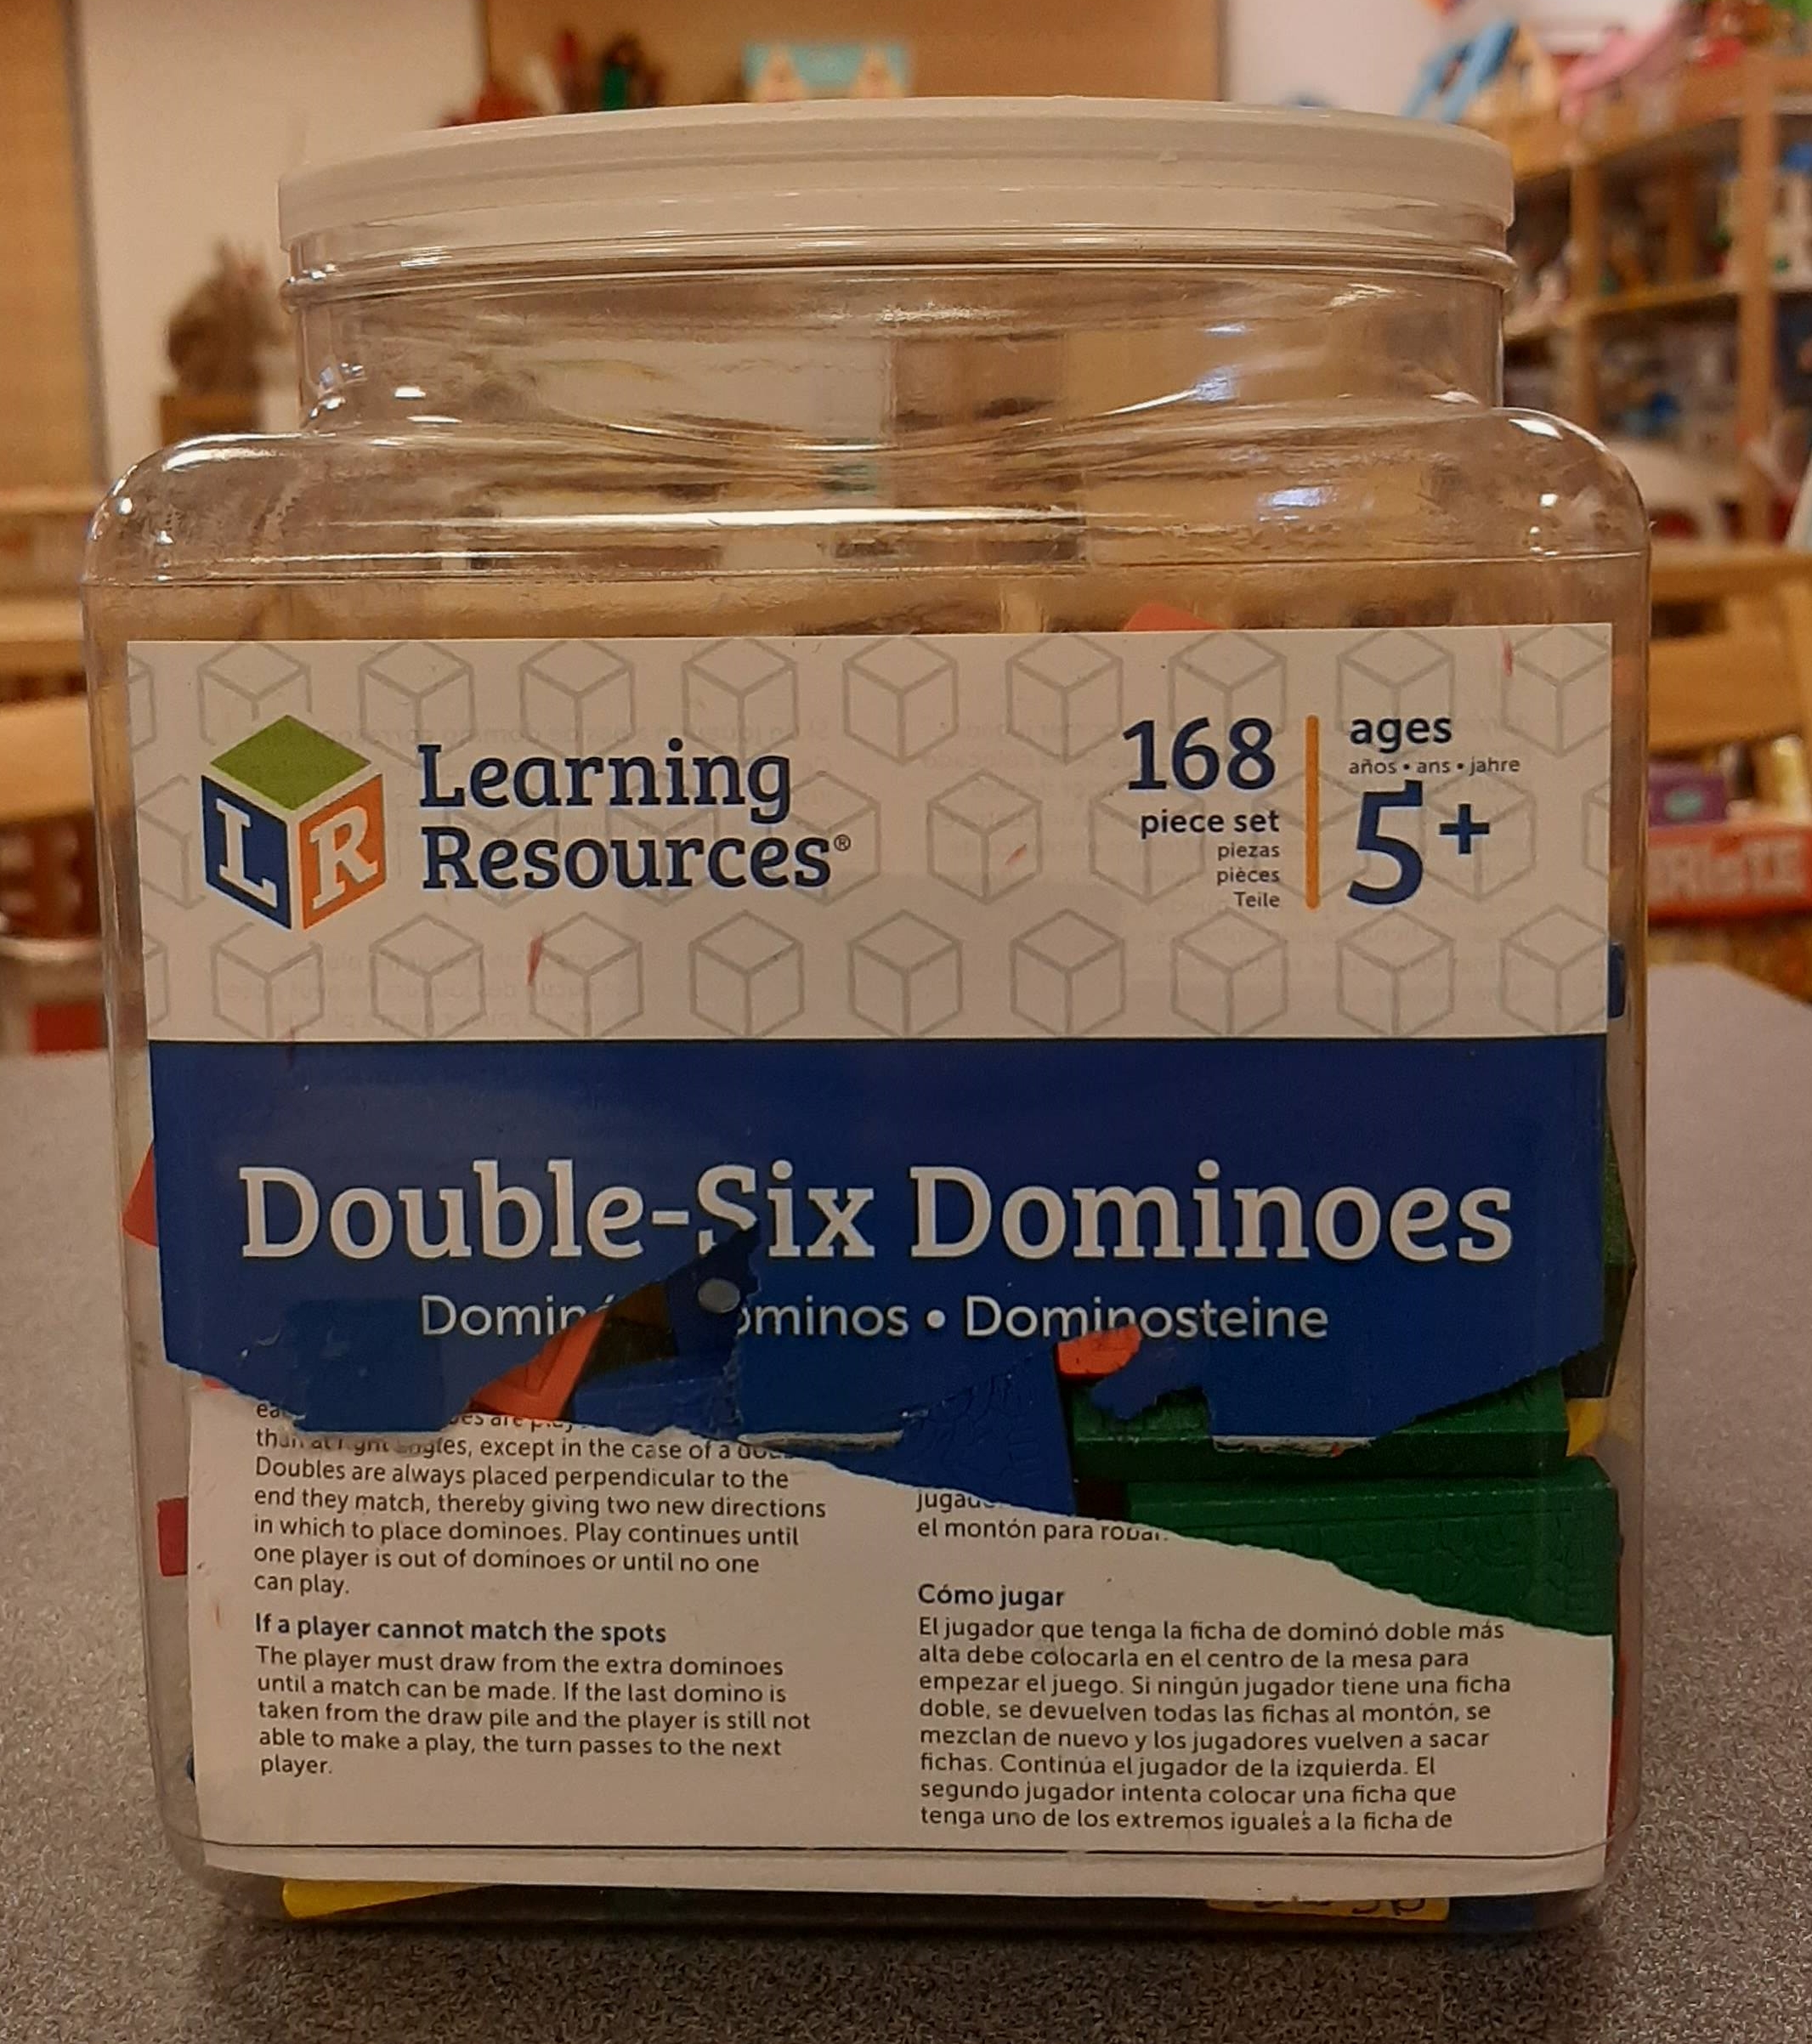 Learning
Resources®
LR
168
piece set
piezas
pièces
Teile
ages
años • ans • jahre
5+
Double-Six Dominoes
Dominó ominos • Dominosteine
es are
than at right angles, except in the case of a
Doubles are always placed perpendicular to the
end they match, thereby giving two new directions
in which to place dominoes. Play continues until
one player is out of dominoes or until no one
can play.
If a player cannot match the spots
The player must draw from the extra dominoes
until a match can be made. If the last domino is
taken from the draw pile and the player is still not
able to make a play, the turn passes to the next
player.
el montón para robar.
Cómo jugar
El jugador que tenga la ficha de dominó doble más
alta debe colocarla en el centro de la mesa para
empezar el juego. Si ningún jugador tiene una ficha
doble, se devuelven todas las fichas al montón, se
mezclan de nuevo y los jugadores vuelven a sacar
fichas. Continúa el jugador de la izquierda. El
segundo jugador intenta colocar una ficha que
tenga uno de los extremos iguales a la ficha de